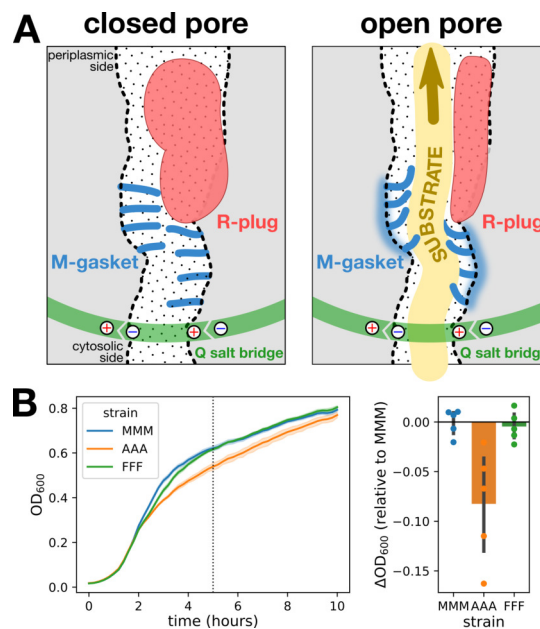 A
closed pore
open pore
periplasmic
side
R-plug
M-gasket
+
−
+
−
cytosolic
side
Q salt bridge
SUBSTRATE
R-plug
M-gasket
+
−
+
−
Q salt bridge
B
OD600
0.8
0.6
0.4
0.2
0.0
strain
MMM
AAA
FFF
0 2 4 6 8 10
time (hours)
ΔOD600 (relative to MMM)
0.00
−0.05
−0.10
−0.15
MMM AAA FFF
strain